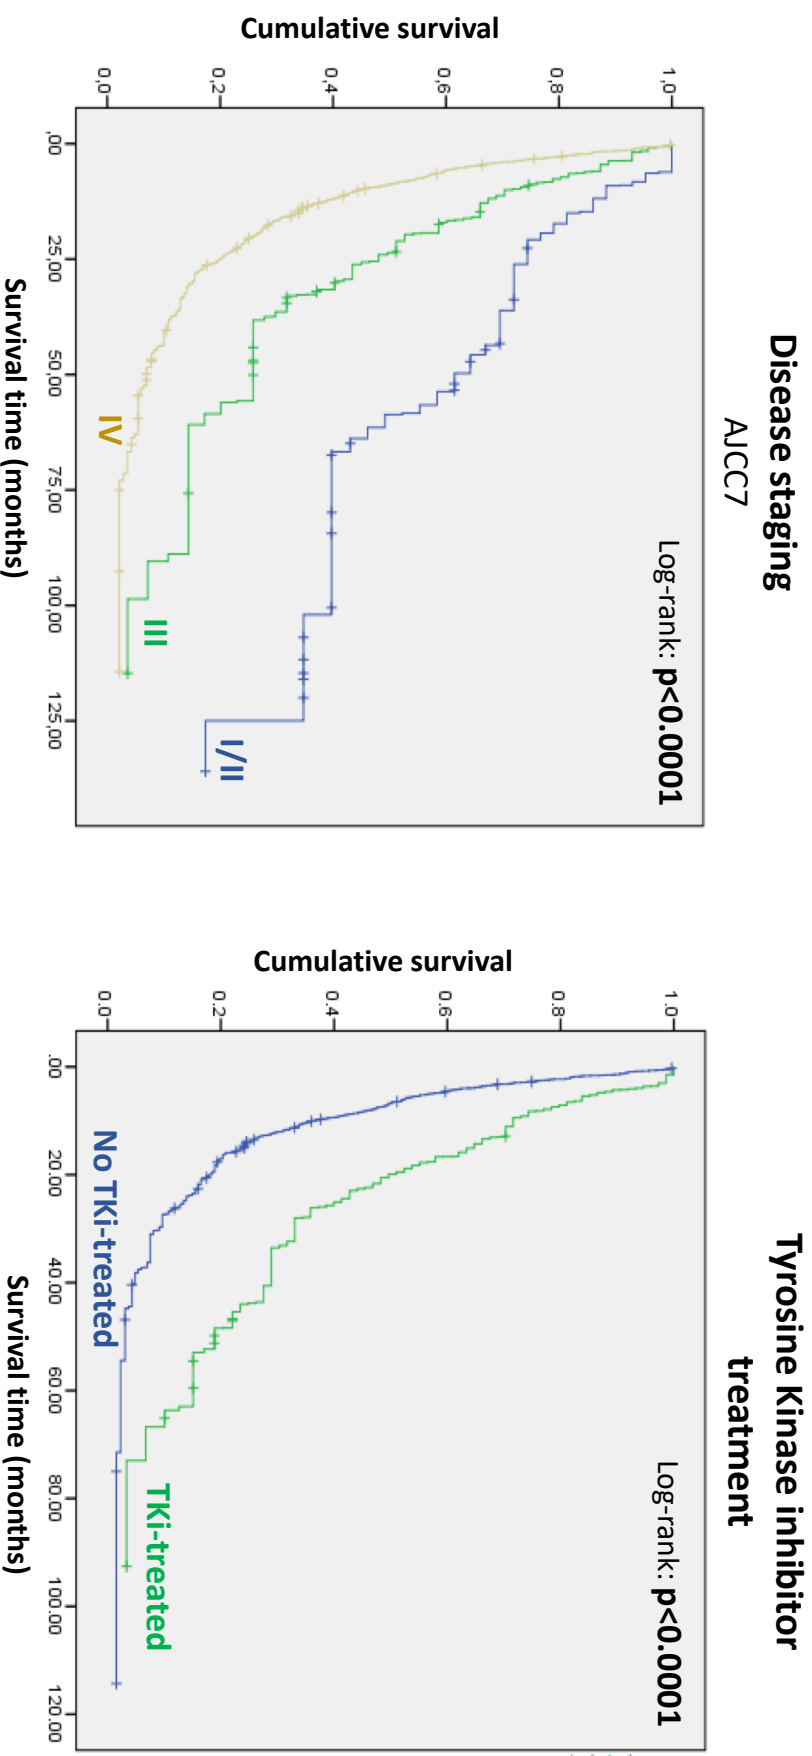 Disease staging
AJCC7
Log-rank: p<0.0001
Cumulative survival
1,0
0,8
0,6
0,4
0,2
0,0
,00
25,00
50,00
75,00
100,00
125,00
I/II
III
IV
Survival time (months)
Tyrosine Kinase inhibitor
treatment
Log-rank: p<0.0001
Cumulative survival
1.0
0.8
0.6
0.4
0.2
0.0
.00
20.00
40.00
60.00
80.00
100.00
120.00
TKi-treated
No TKi-treated
Survival time (months)